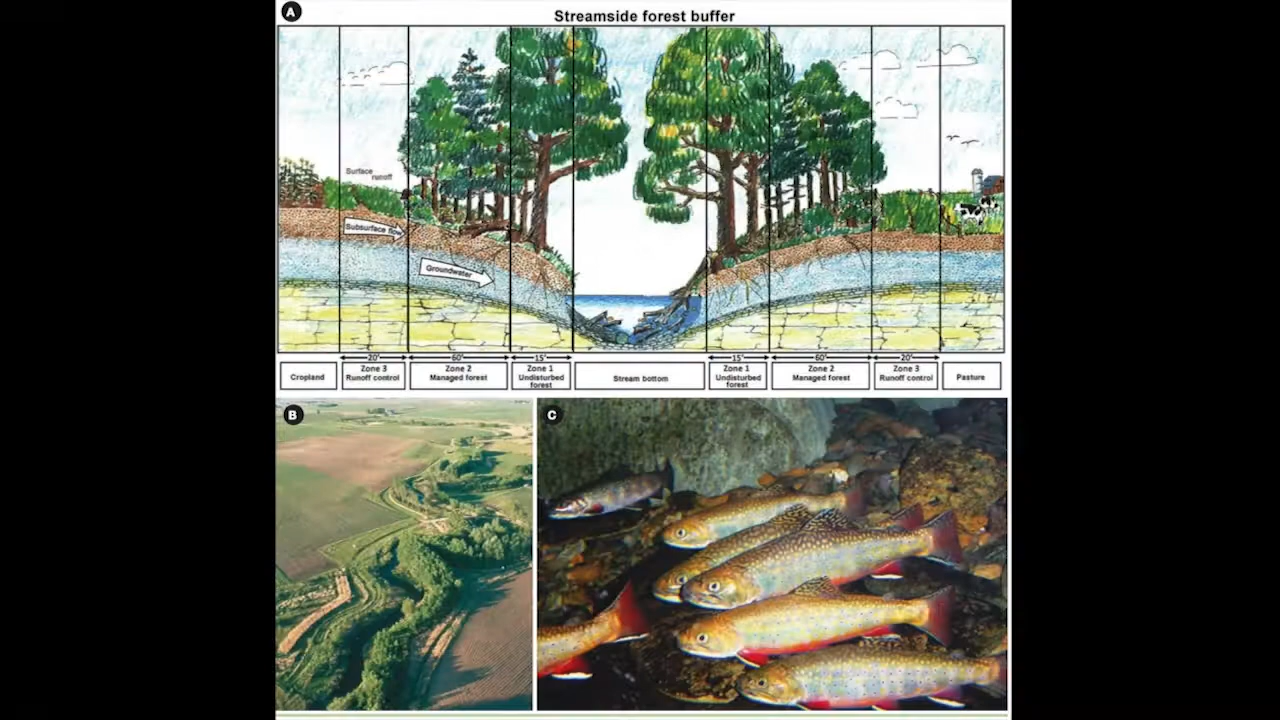 A
Streamside forest buffer
Surface
runoff
Subsurface flow
Groundwater
20'
60'
15'
15'
60'
20'
Cropland
Zone 3
Runoff control
Zone 2
Managed forest
Zone 1
Undisturbed
forest
Stream bottom
Zone 1
Undisturbed
forest
Zone 2
Managed forest
Zone 3
Runoff control
Pasture
B
C